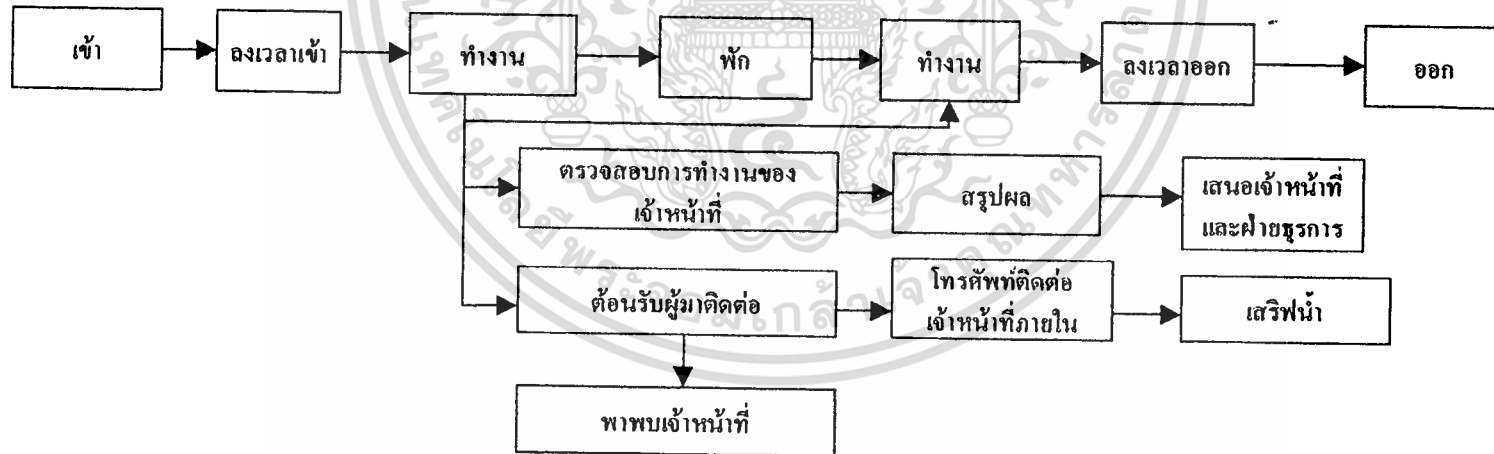 เข้า
ลงเวลาเข้า
ทำงาน
พัก
ทำงาน
ลงเวลาออก
ออก
ตรวจสอบการทำงานของ
เจ้าหน้าที่
สรุปผล
เสนอเจ้าหน้าที่
และฝ่ายธุรการ
ต้อนรับผู้มาติดต่อ
โทรศัพท์ติดต่อ
เจ้าหน้าที่ภายใน
เสริฟน้ำ
พาพบเจ้าหน้าที่